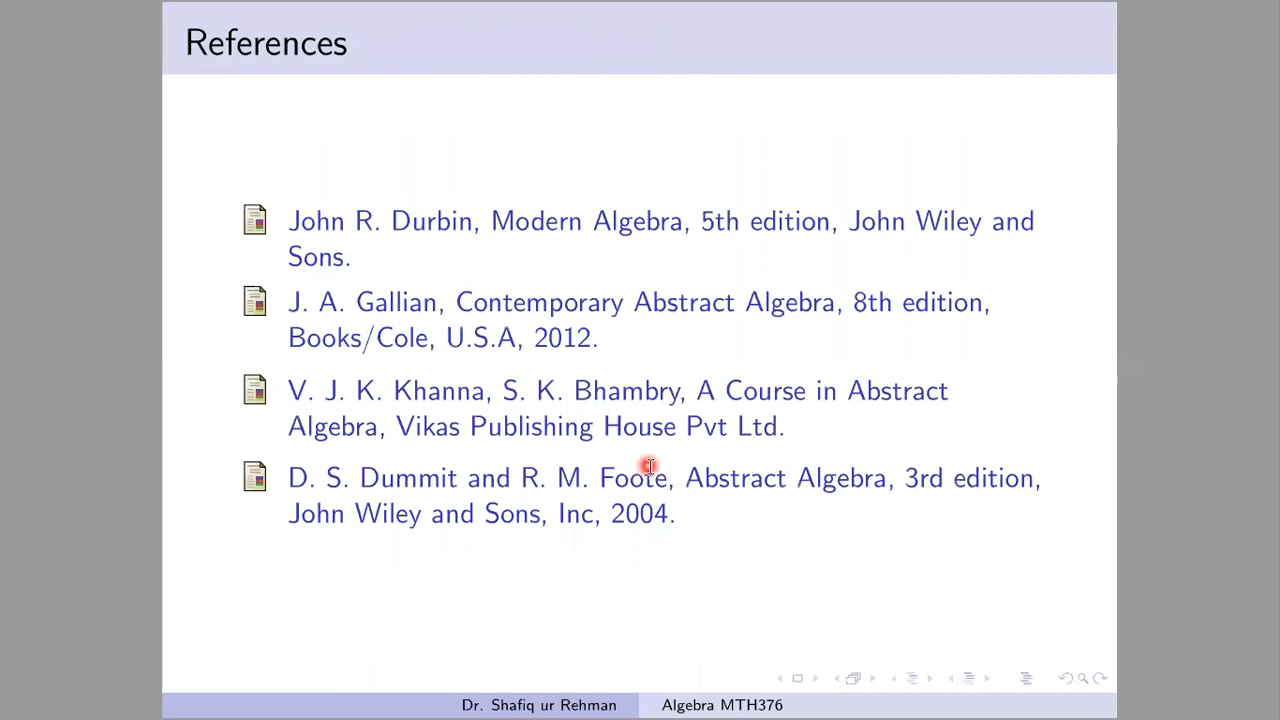 References
John R. Durbin, Modern Algebra, 5th edition, John Wiley and
Sons.
J. A. Gallian, Contemporary Abstract Algebra, 8th edition,
Books/Cole, U.S.A, 2012.
V. J. K. Khanna, S. K. Bhambry, A Course in Abstract
Algebra, Vikas Publishing House Pvt Ltd.
D. S. Dummit and R. M. Foote, Abstract Algebra, 3rd edition,
John Wiley and Sons, Inc, 2004.
Dr. Shafiq ur Rehman Algebra MTH376